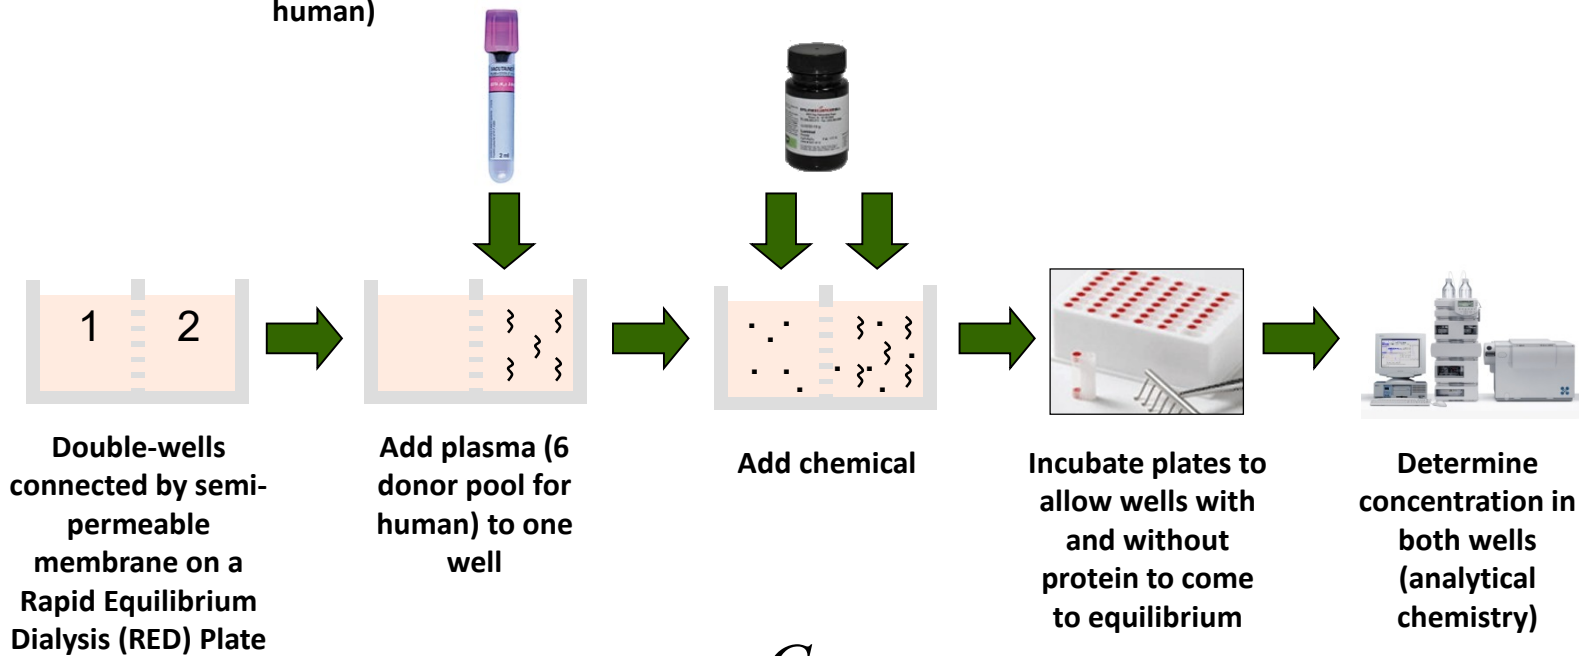 human)
2 ml
1
2
Double-wells
connected by semi-
permeable
membrane on a
Rapid Equilibrium
Dialysis (RED) Plate
Add plasma (6
donor pool for
human) to one
well
Add chemical
Incubate plates to
allow wells with
and without
protein to come
to equilibrium
Determine
concentration in
both wells
(analytical
chemistry)